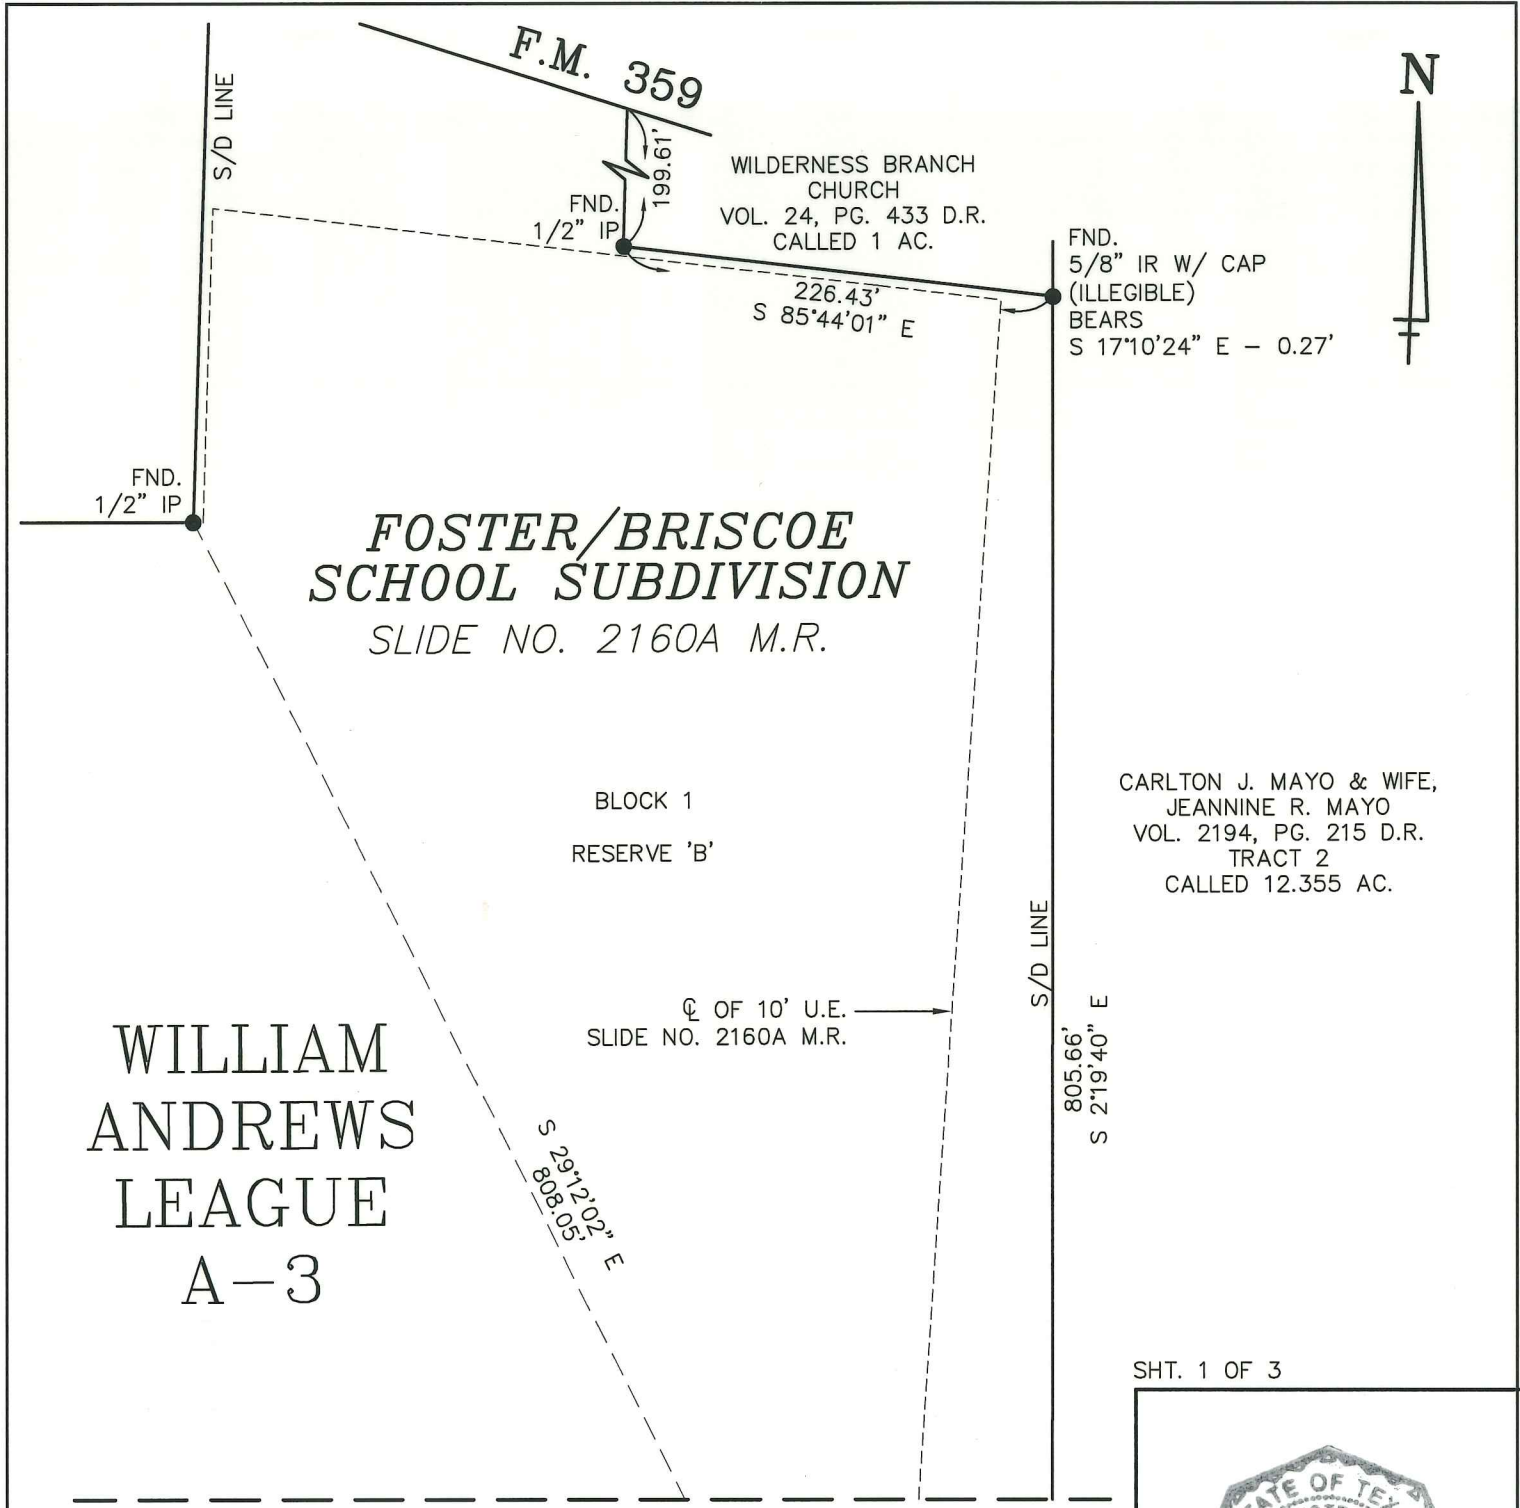 F.M. 359
N
S/D LINE
199.61'
WILDERNESS BRANCH
CHURCH
VOL. 24, PG. 433 D.R.
CALLED 1 AC.
FND.
1/2" IP
FND.
5/8" IR W/ CAP
(ILLEGIBLE)
BEARS
S 17°10'24" E – 0.27'
226.43'
S 85°44'01" E
FND.
1/2" IP
FOSTER/BRISCOE
SCHOOL SUBDIVISION
SLIDE NO. 2160A M.R.
BLOCK 1
RESERVE 'B'
CARLTON J. MAYO & WIFE,
JEANNINE R. MAYO
VOL. 2194, PG. 215 D.R.
TRACT 2
CALLED 12.355 AC.
S/D LINE
805.66'
S 2°19'40" E
℄ OF 10' U.E.
SLIDE NO. 2160A M.R.
WILLIAM
ANDREWS
LEAGUE
A–3
S 29°12'02" E
808.05'
SHT. 1 OF 3
OF